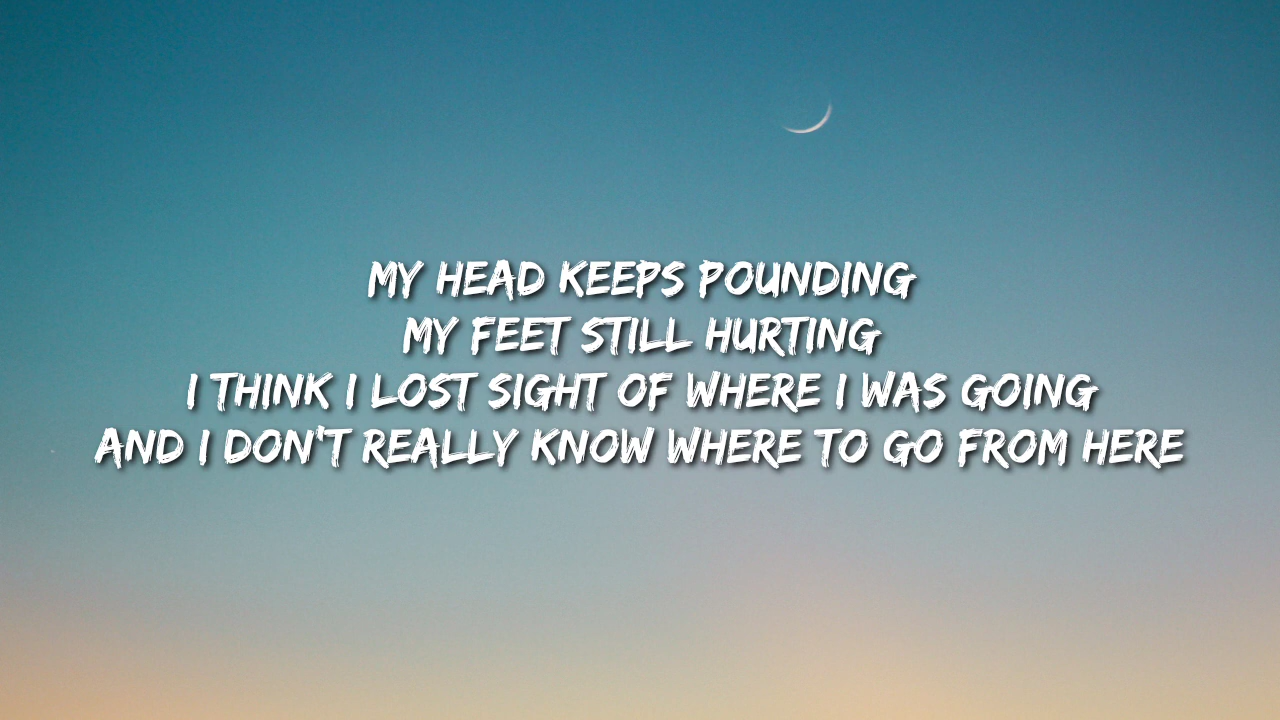 MY HEAD KEEPS POUNDING
MY FEET STILL HURTING
I THINK I LOST SIGHT OF WHERE I WAS GOING
AND I DON'T REALLY KNOW WHERE TO GO FROM HERE